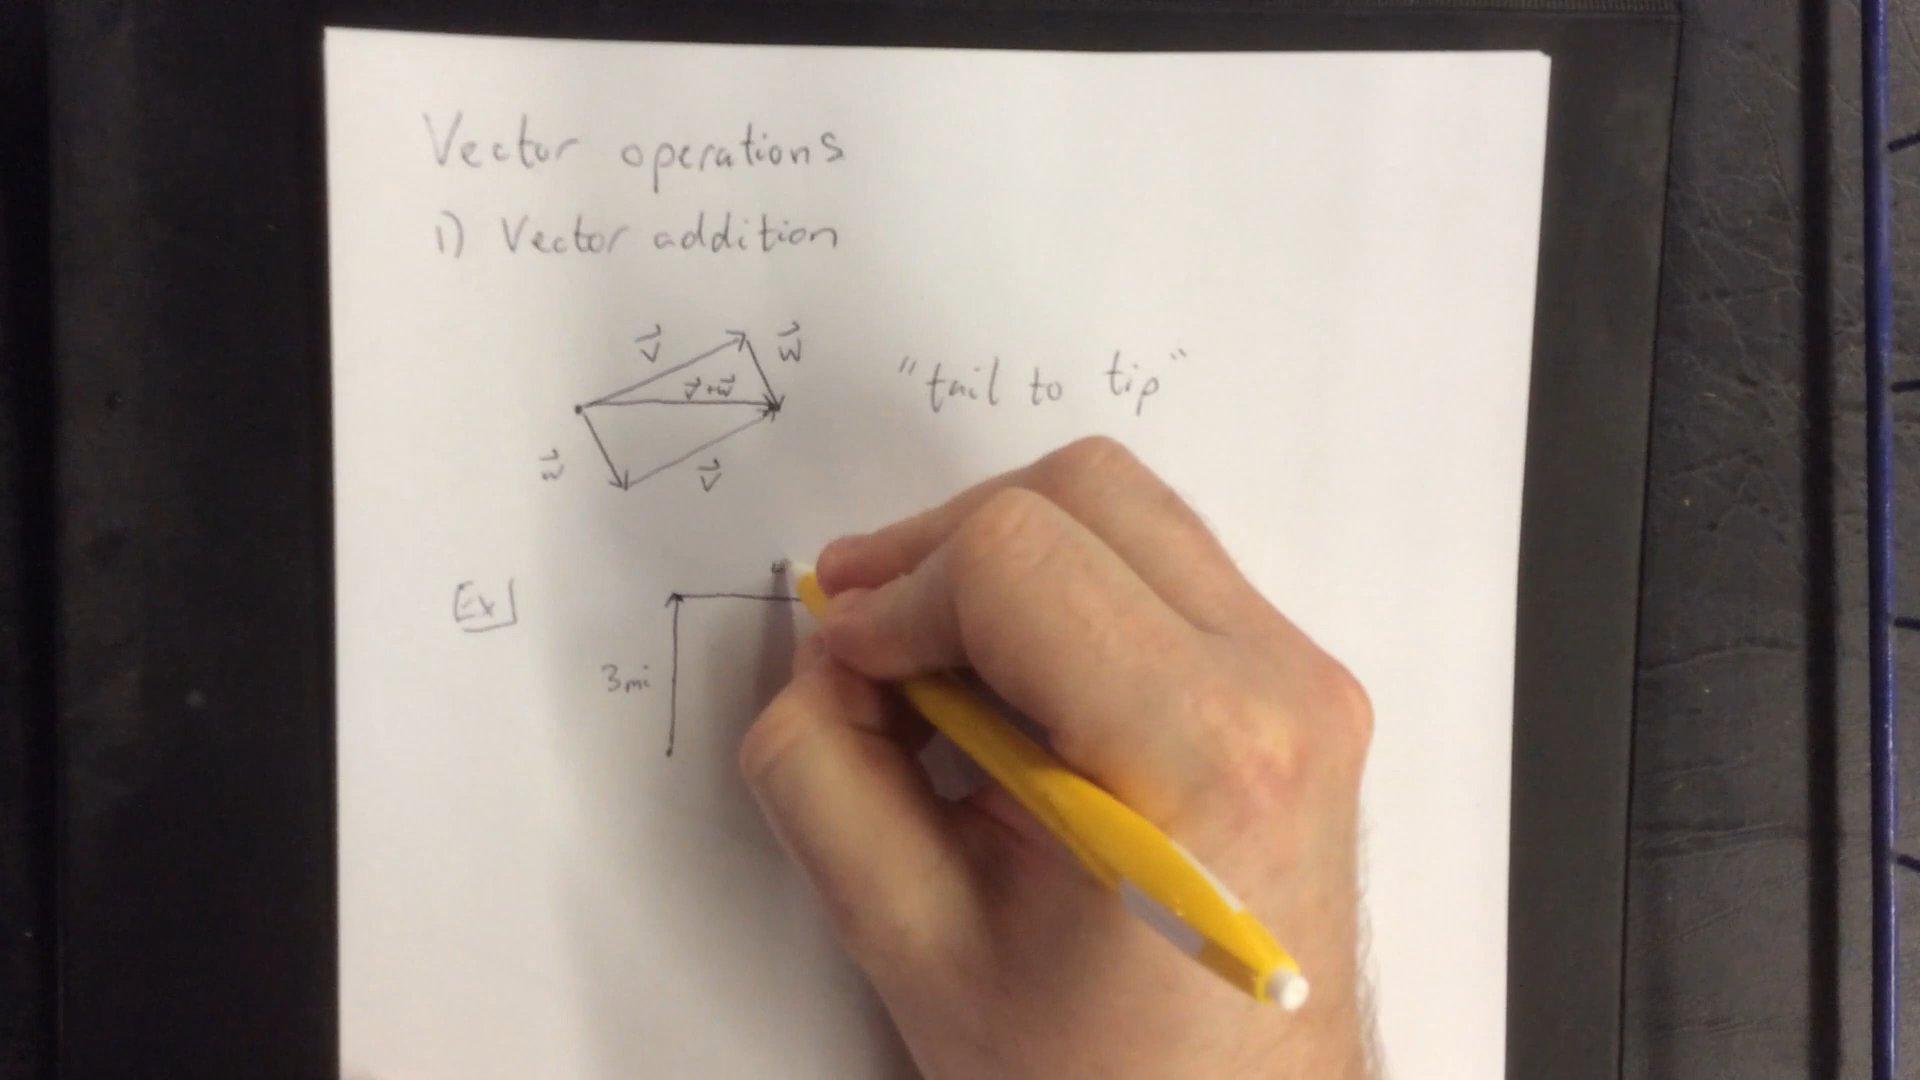 Vector operations
1) Vector addition
v⃗ w⃗
v⃗+w⃗
"tail to tip"
w⃗ v⃗
Ex
3mi